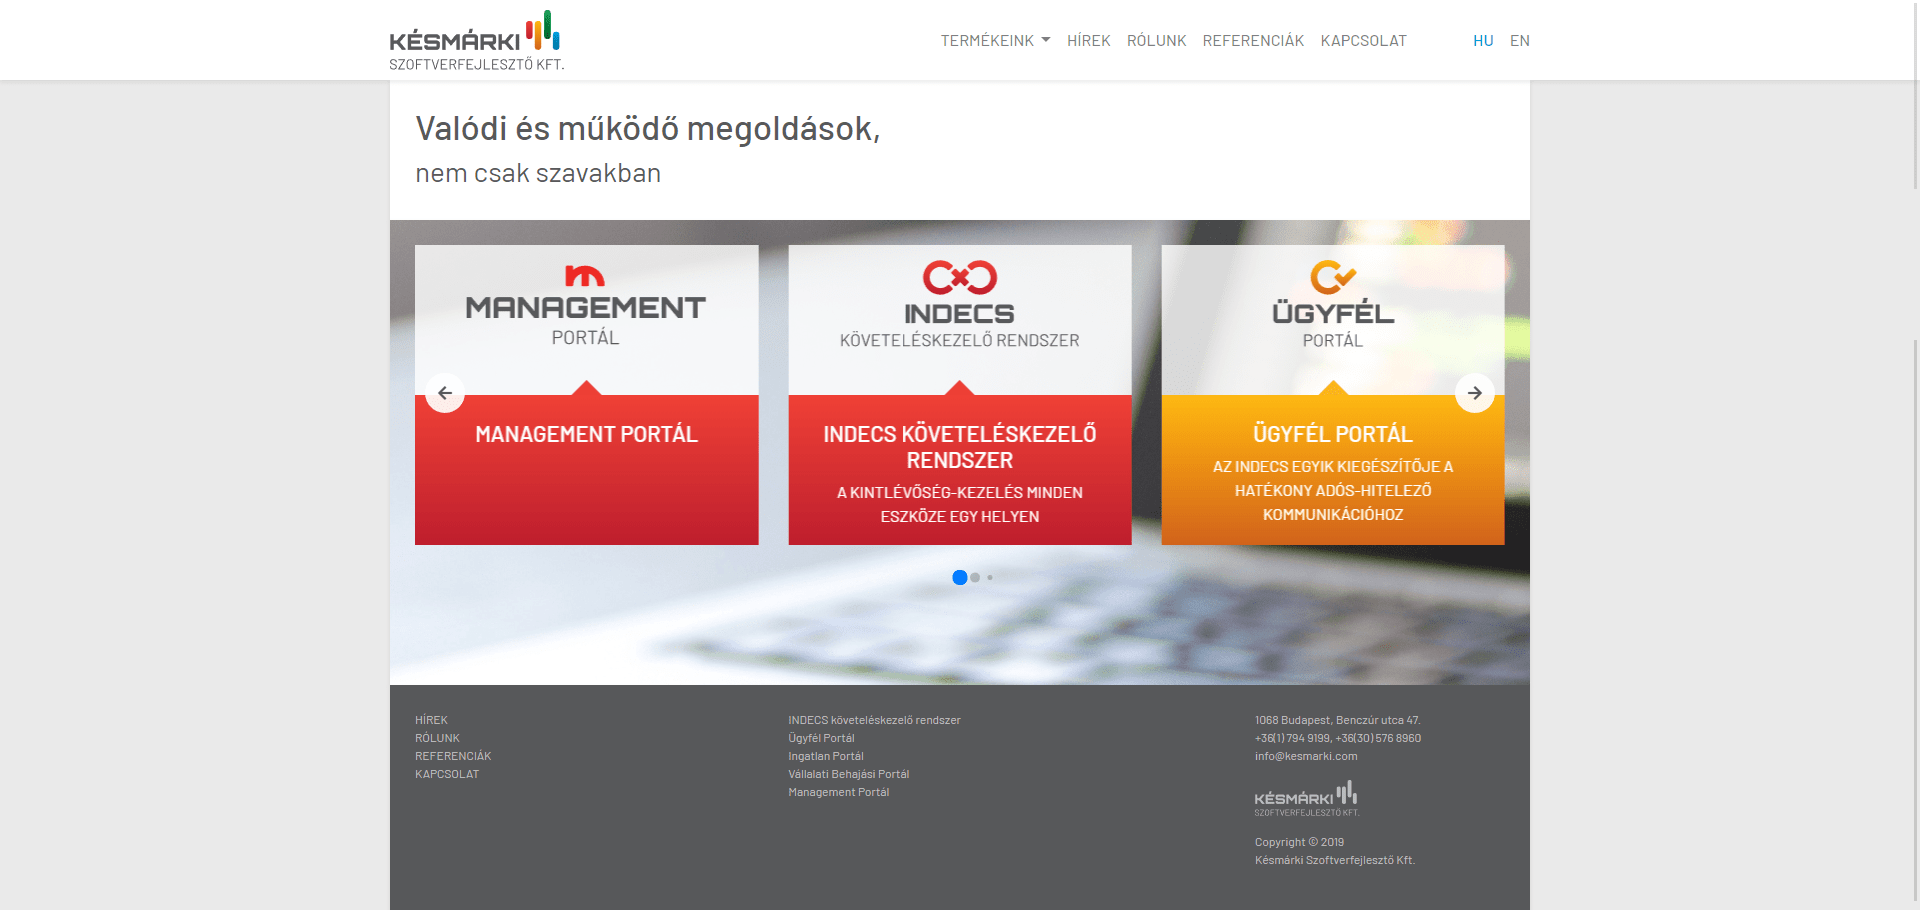 KÉSMÁRKI
SZOFTVERFEJLESZTŐ KFT.
TERMÉKEINK HÍREK RÓLUNK REFERENCIÁK KAPCSOLAT HU EN
Valódi és működő megoldások,
nem csak szavakban
MANAGEMENT
PORTÁL
MANAGEMENT PORTÁL
INDECS
KÖVETELÉSKEZELŐ RENDSZER
INDECS KÖVETELÉSKEZELŐ
RENDSZER
A KINTLÉVŐSÉG-KEZELÉS MINDEN
ESZKÖZE EGY HELYEN
ÜGYFÉL
PORTÁL
ÜGYFÉL PORTÁL
AZ INDECS EGYIK KIEGÉSZÍTŐJE A
HATÉKONY ADÓS-HITELEZŐ
KOMMUNIKÁCIÓHOZ
HÍREK
RÓLUNK
REFERENCIÁK
KAPCSOLAT
INDECS követeléskezelő rendszer
Ügyfél Portál
Ingatlan Portál
Vállalati Behajási Portál
Management Portál
1068 Budapest, Benczúr utca 47.
+36(1) 794 9199, +36(30) 576 8960
info@kesmarki.com
KÉSMÁRKI
SZOFTVERFEJLESZTŐ KFT.
Copyright © 2019
Késmárki Szoftverfejlesztő Kft.